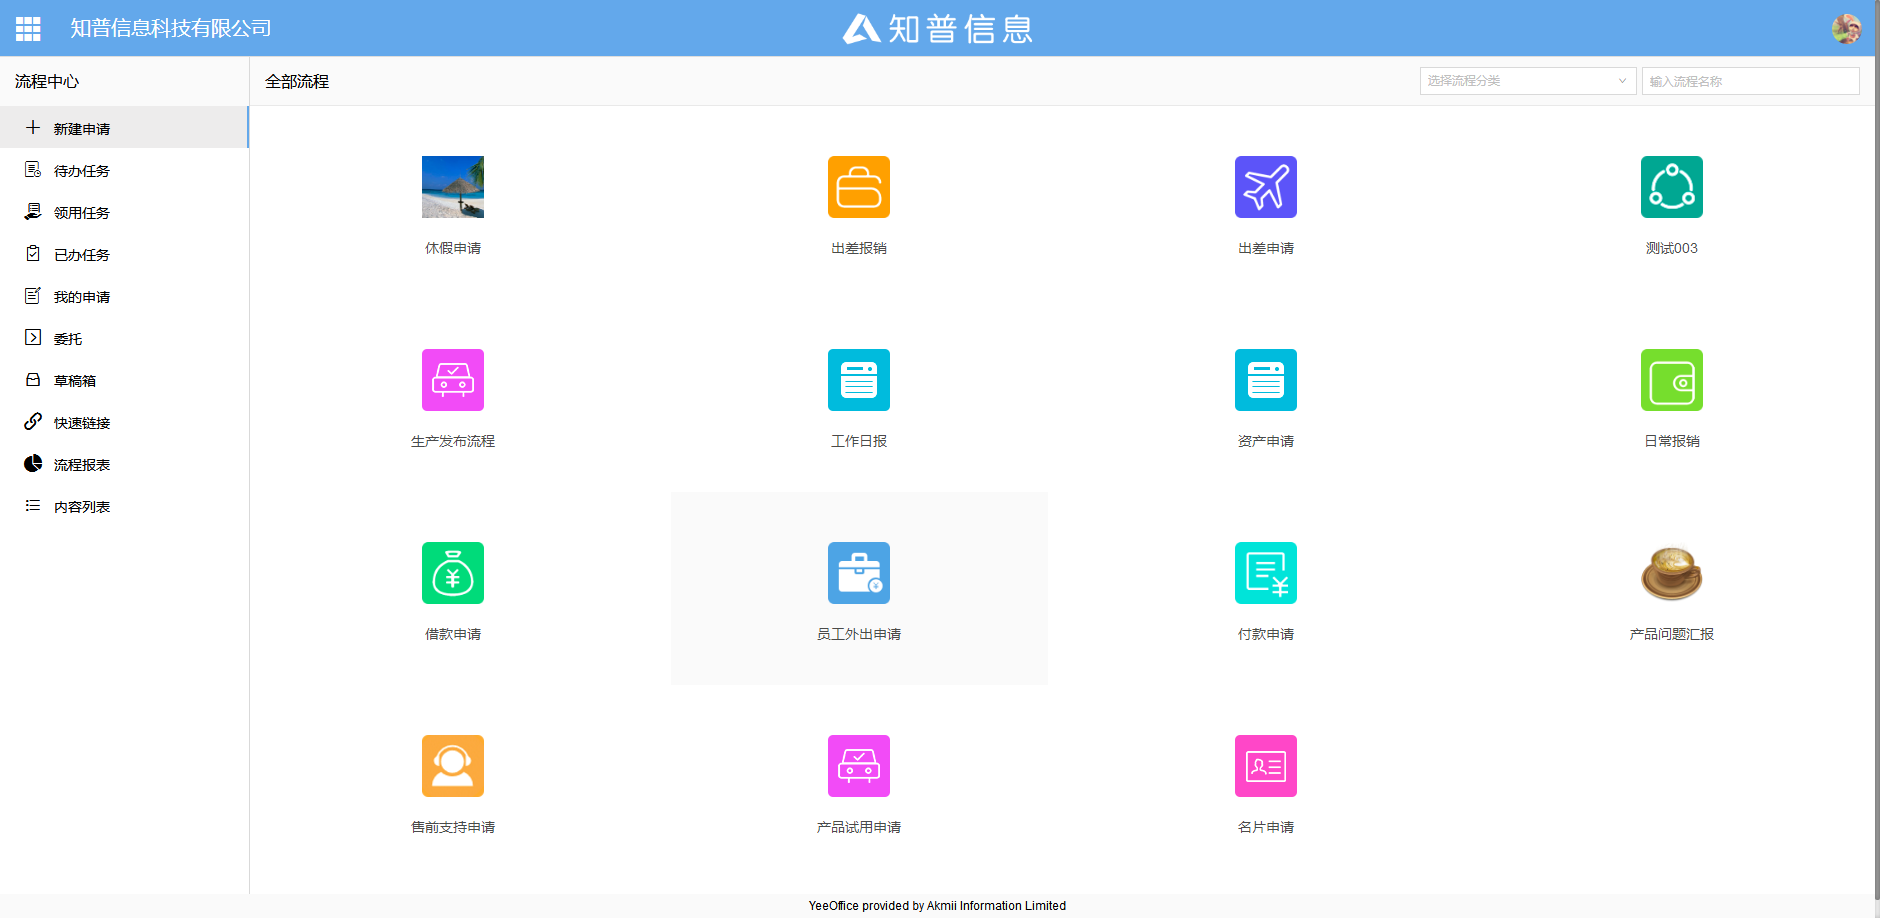 知普信息科技有限公司
知普信息
流程中心
全部流程
选择流程分类
输入流程名称
新建申请
待办任务
领用任务
已办任务
我的申请
委托
草稿箱
快速链接
流程报表
内容列表
休假申请
出差报销
出差申请
测试003
生产发布流程
工作日报
资产申请
日常报销
借款申请
员工外出申请
付款申请
产品问题汇报
售前支持申请
产品试用申请
名片申请
YeeOffice provided by Akmii Information Limited